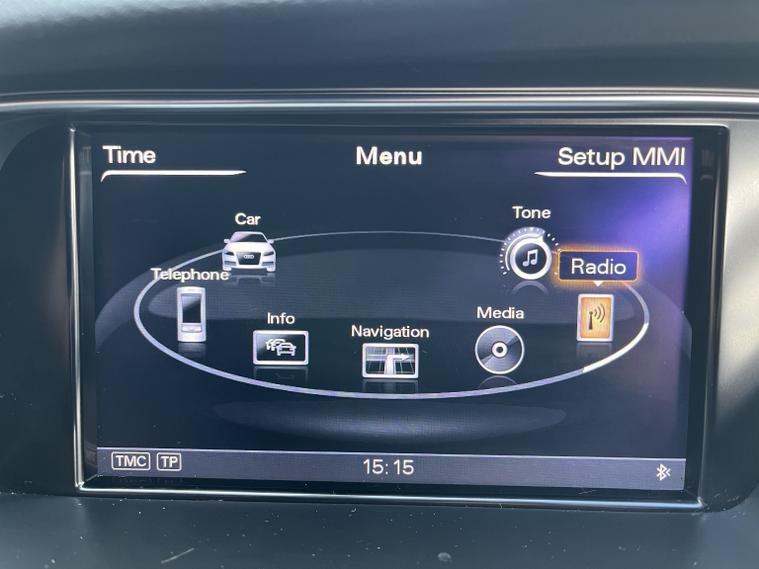 Time
Menu
Setup MMI
Car
Tone
Telephone
Radio
Info
Navigation
Media
TMC
TP
15:15